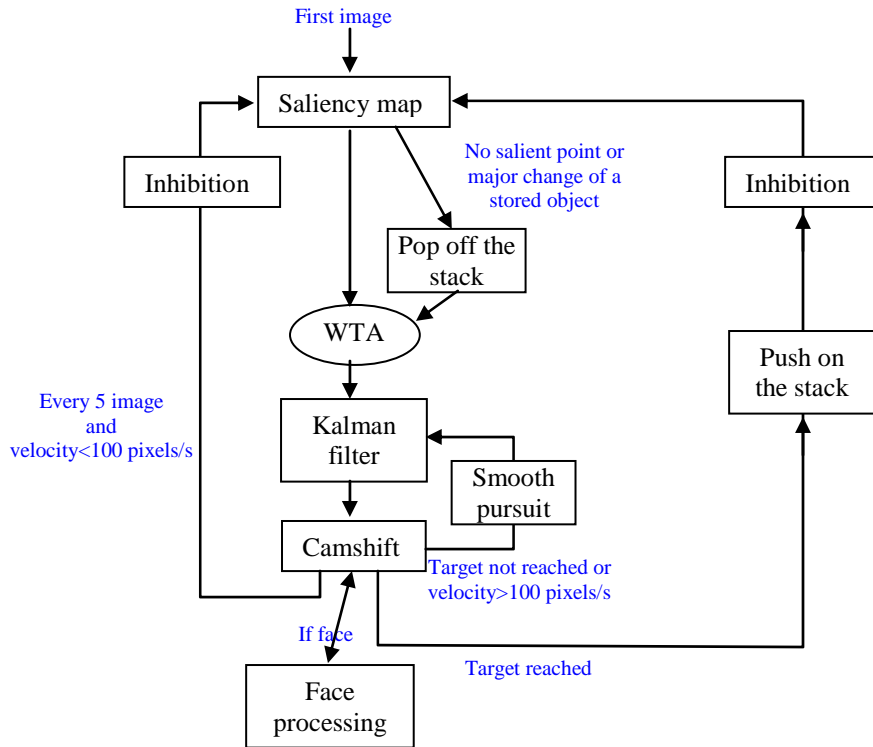 First image
Saliency map
No salient point or
major change of a
stored object
Inhibition
Inhibition
Pop off the
stack
WTA
Push on
the stack
Every 5 image
and
velocity<100 pixels/s
Kalman
filter
Smooth
pursuit
Camshift
Target not reached or
velocity>100 pixels/s
If face
Target reached
Face
processing